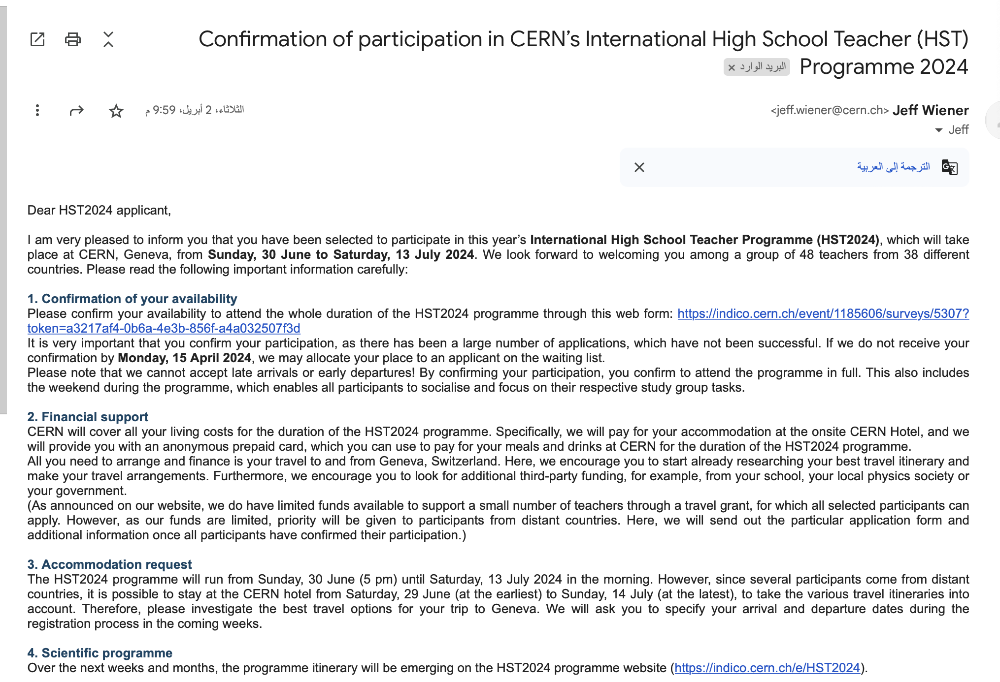 Confirmation of participation in CERN’s International High School Teacher (HST)
Programme 2024 البريد الوارد ×
Jeff Wiener <jeff.wiener@cern.ch> الثلاثاء، 2 أبريل، 9:59 م
Jeff
الترجمة إلى العربية
Dear HST2024 applicant,
I am very pleased to inform you that you have been selected to participate in this year’s International High School Teacher Programme (HST2024), which will take
place at CERN, Geneva, from Sunday, 30 June to Saturday, 13 July 2024. We look forward to welcoming you among a group of 48 teachers from 38 different
countries. Please read the following important information carefully:
1. Confirmation of your availability
Please confirm your availability to attend the whole duration of the HST2024 programme through this web form: https://indico.cern.ch/event/1185606/surveys/5307?
token=a3217af4-0b6a-4e3b-856f-a4a032507f3d
It is very important that you confirm your participation, as there has been a large number of applications, which have not been successful. If we do not receive your
confirmation by Monday, 15 April 2024, we may allocate your place to an applicant on the waiting list.
Please note that we cannot accept late arrivals or early departures! By confirming your participation, you confirm to attend the programme in full. This also includes
the weekend during the programme, which enables all participants to socialise and focus on their respective study group tasks.
2. Financial support
CERN will cover all your living costs for the duration of the HST2024 programme. Specifically, we will pay for your accommodation at the onsite CERN Hotel, and we
will provide you with an anonymous prepaid card, which you can use to pay for your meals and drinks at CERN for the duration of the HST2024 programme.
All you need to arrange and finance is your travel to and from Geneva, Switzerland. Here, we encourage you to start already researching your best travel itinerary and
make your travel arrangements. Furthermore, we encourage you to look for additional third-party funding, for example, from your school, your local physics society or
your government.
(As announced on our website, we do have limited funds available to support a small number of teachers through a travel grant, for which all selected participants can
apply. However, as our funds are limited, priority will be given to participants from distant countries. Here, we will send out the particular application form and
additional information once all participants have confirmed their participation.)
3. Accommodation request
The HST2024 programme will run from Sunday, 30 June (5 pm) until Saturday, 13 July 2024 in the morning. However, since several participants come from distant
countries, it is possible to stay at the CERN hotel from Saturday, 29 June (at the earliest) to Sunday, 14 July (at the latest), to take the various travel itineraries into
account. Therefore, please investigate the best travel options for your trip to Geneva. We will ask you to specify your arrival and departure dates during the
registration process in the coming weeks.
4. Scientific programme
Over the next weeks and months, the programme itinerary will be emerging on the HST2024 programme website (https://indico.cern.ch/e/HST2024).